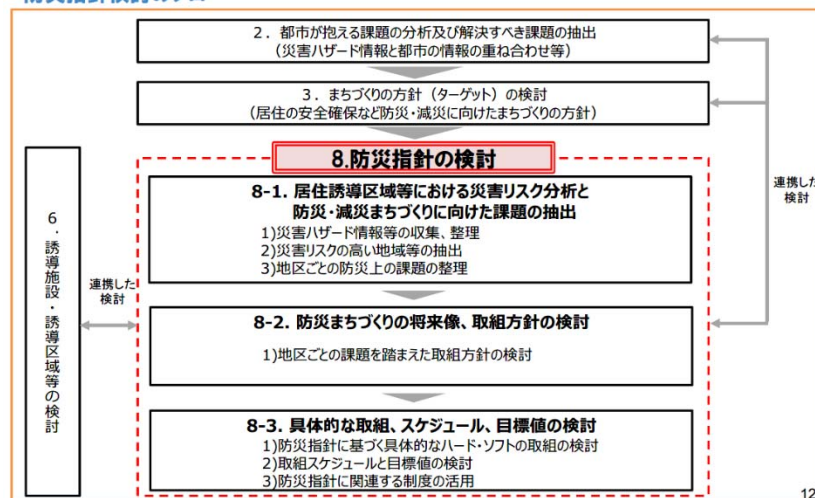 ２．都市が抱える課題の分析及び解決すべき課題の抽出
（災害ハザード情報と都市の情報の重ね合わせ等）
３．まちづくりの方針（ターゲット）の検討
（居住の安全確保など防災・減災に向けたまちづくりの方針）
8.防災指針の検討
8-1. 居住誘導区域等における災害リスク分析と
防災・減災まちづくりに向けた課題の抽出
1)災害ハザード情報等の収集、整理
2)災害リスクの高い地域等の抽出
3)地区ごとの防災上の課題の整理
連携した
検討
６．誘導施設・誘導区域等の検討
連携した
検討
8-2. 防災まちづくりの将来像、取組方針の検討
1)地区ごとの課題を踏まえた取組方針の検討
8-3. 具体的な取組、スケジュール、目標値の検討
1)防災指針に基づく具体的なハード・ソフトの取組の検討
2)取組スケジュールと目標値の検討
3)防災指針に関連する制度の活用
12